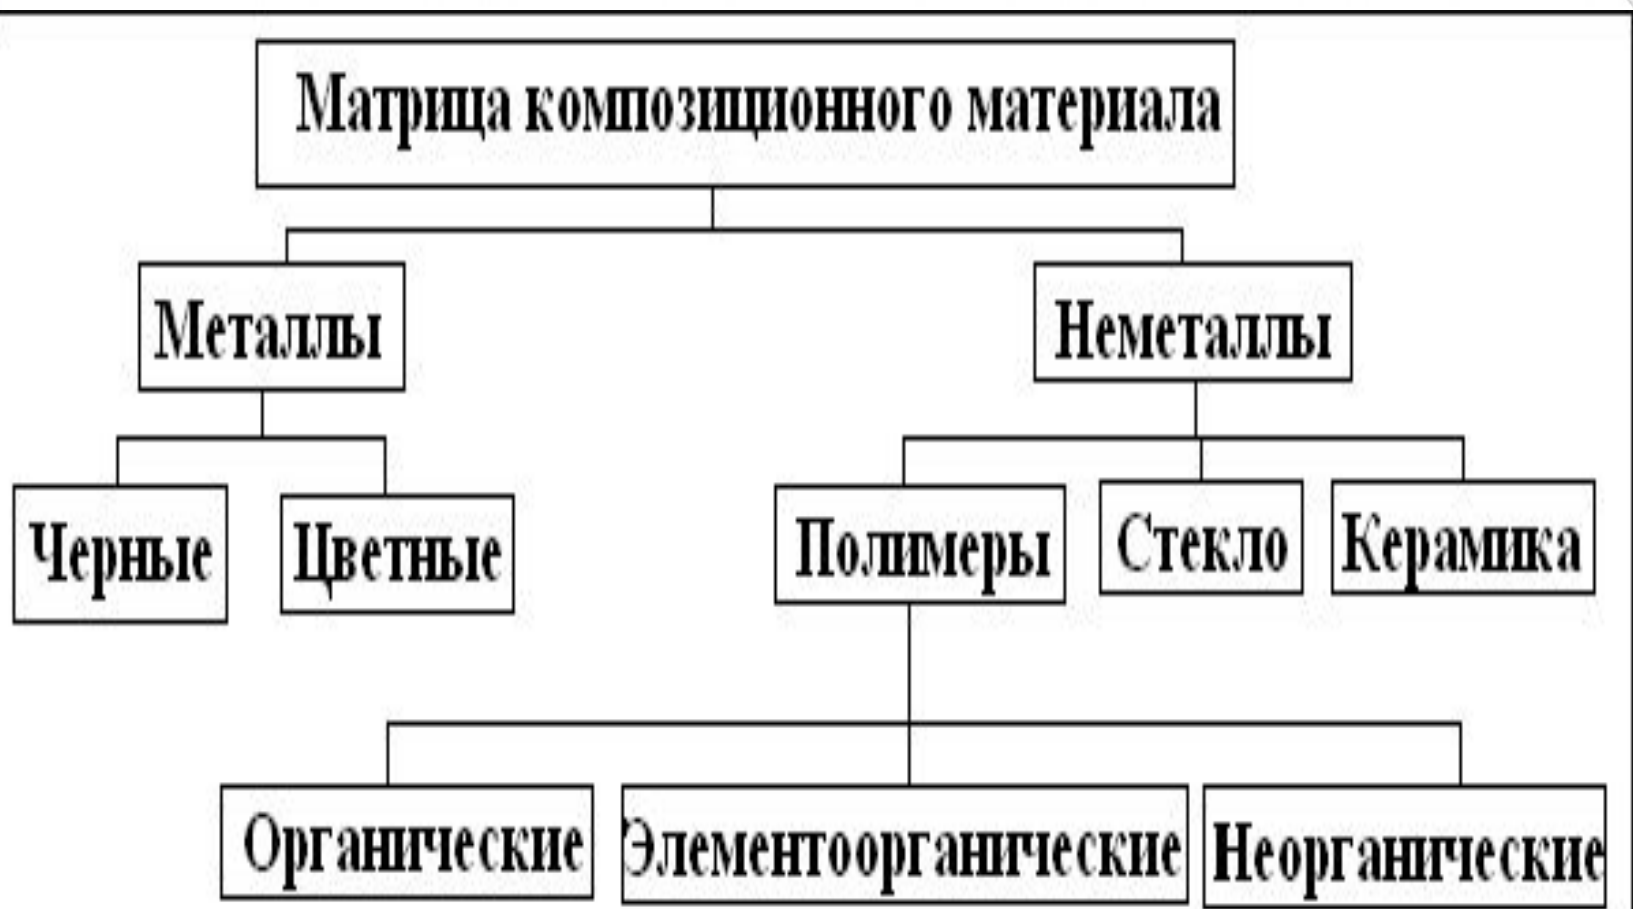 Матрица композиционного материала
Металлы
Неметаллы
Черные
Цветные
Полимеры
Стекло
Керамика
Органические
Элементоорганические
Неорганические